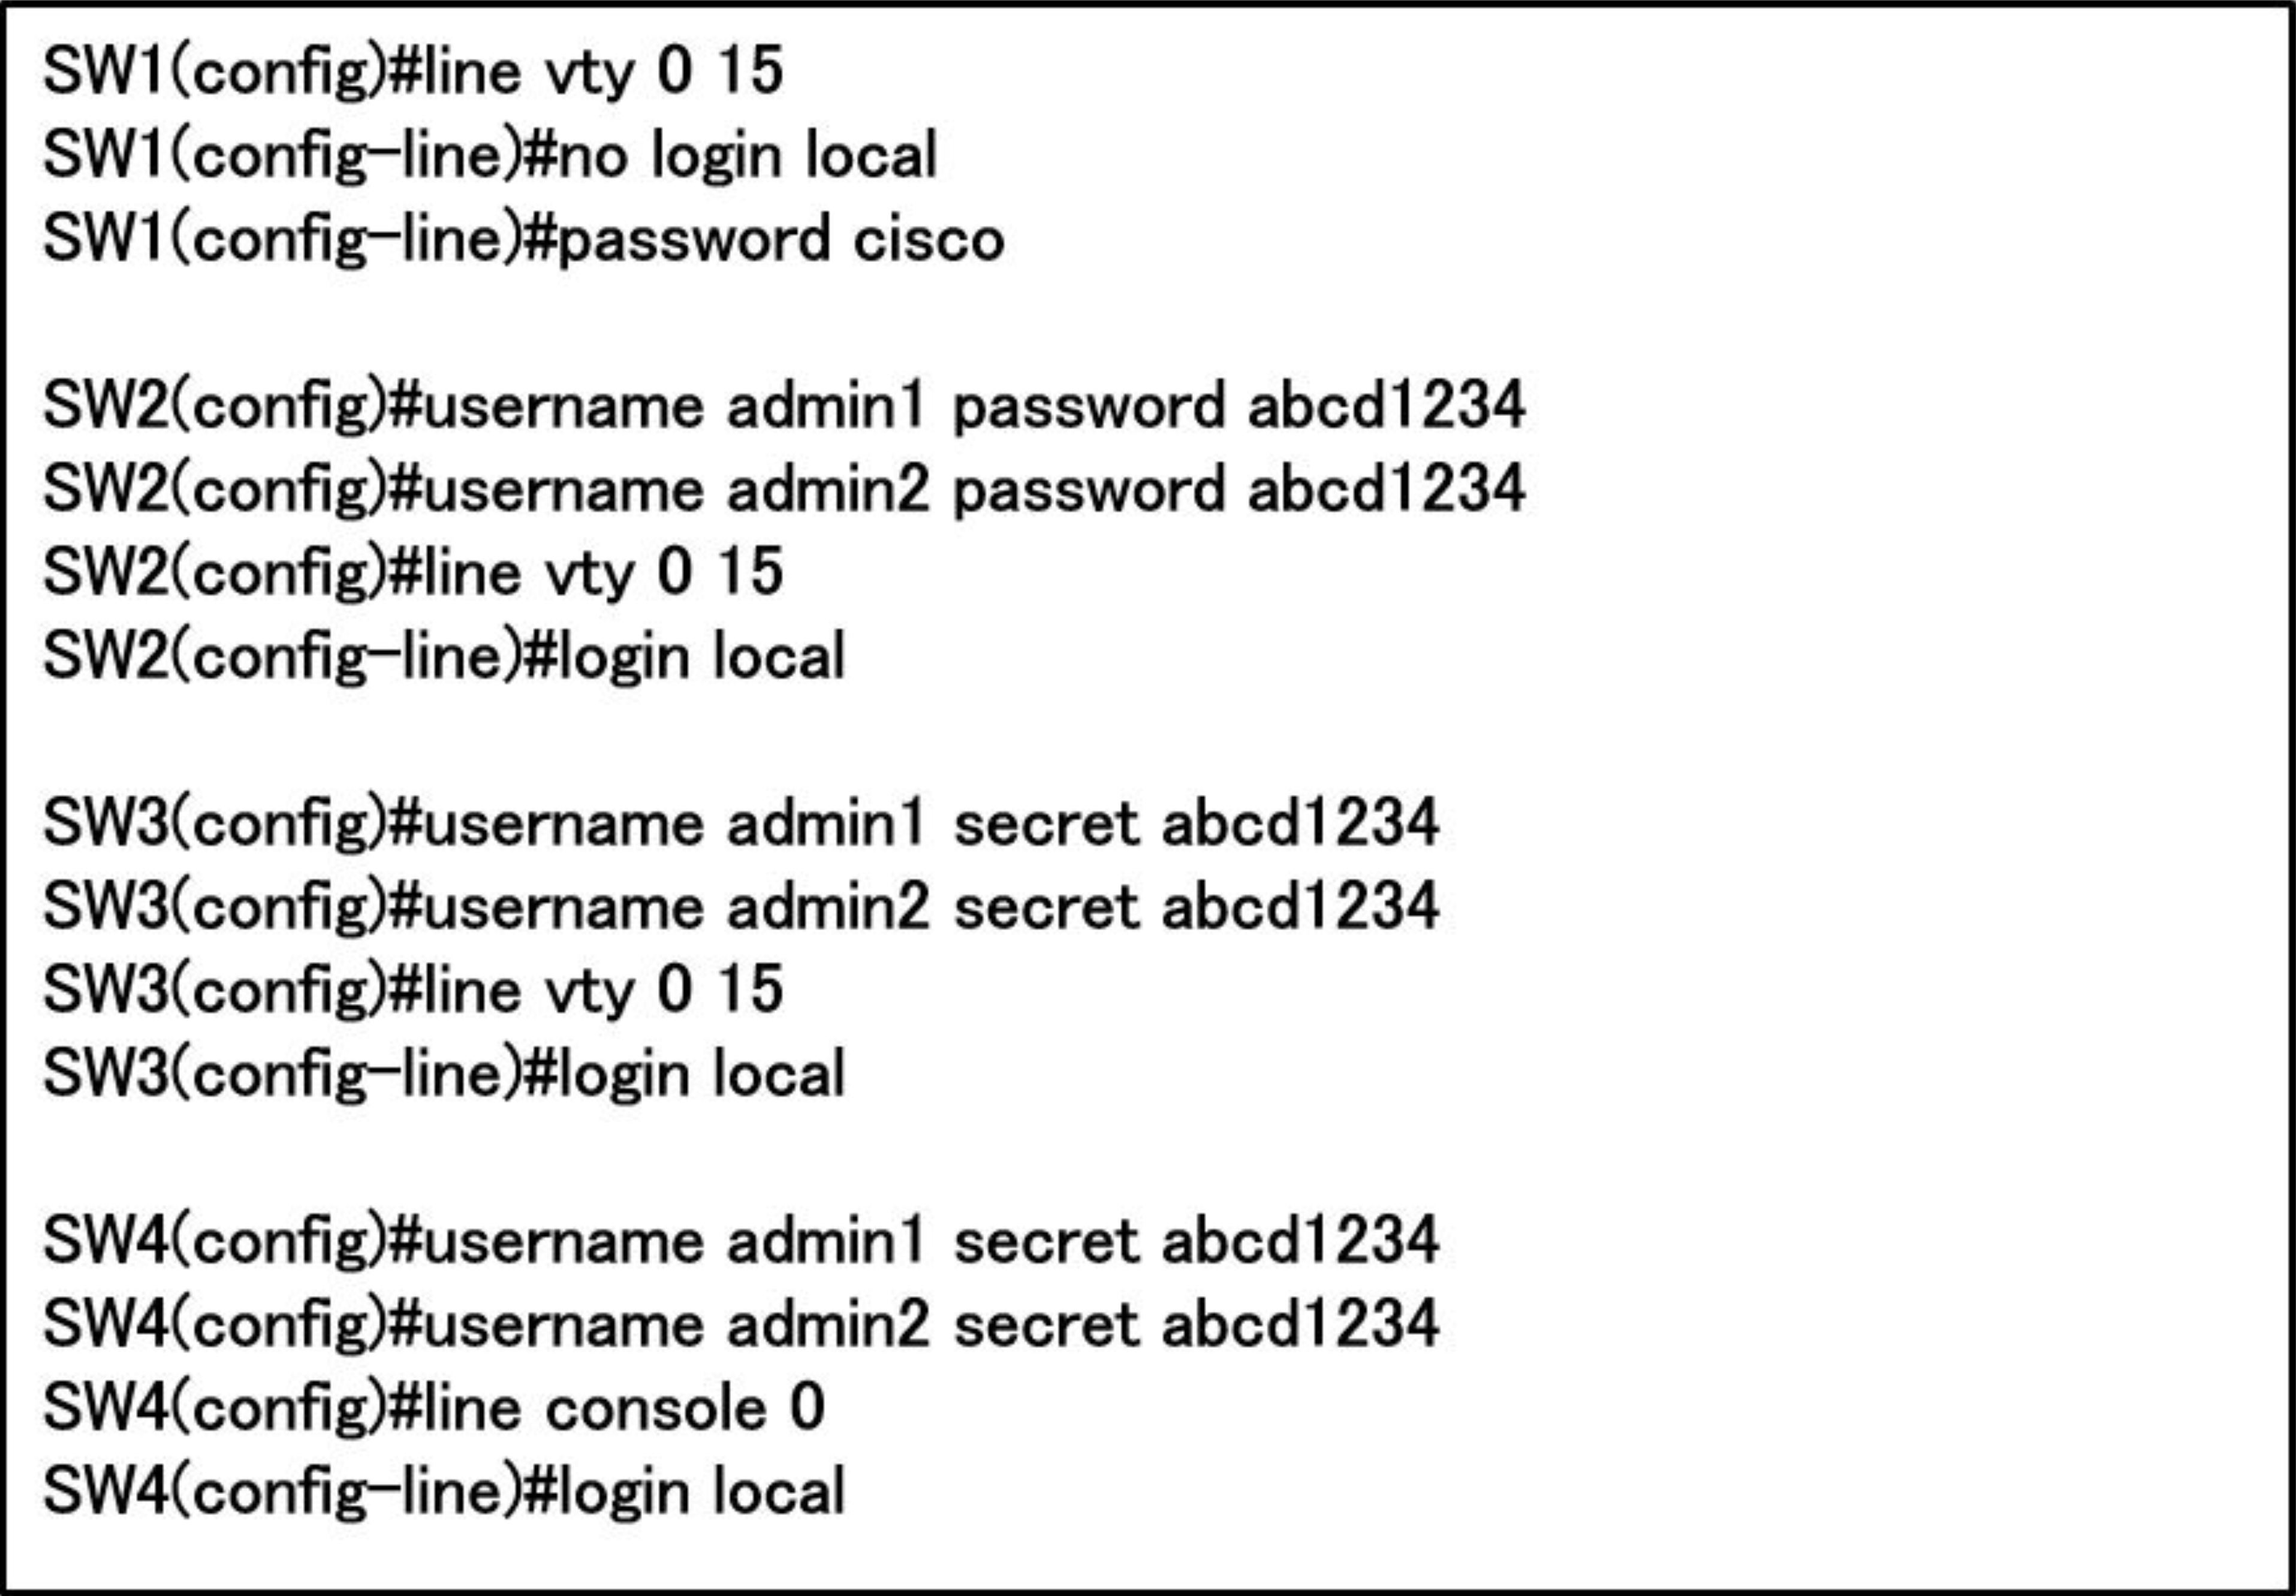 SW1(config)#line vty 0 15
SW1(config-line)#no login local
SW1(config-line)#password cisco

SW2(config)#username admin1 password abcd1234
SW2(config)#username admin2 password abcd1234
SW2(config)#line vty 0 15
SW2(config-line)#login local

SW3(config)#username admin1 secret abcd1234
SW3(config)#username admin2 secret abcd1234
SW3(config)#line vty 0 15
SW3(config-line)#login local

SW4(config)#username admin1 secret abcd1234
SW4(config)#username admin2 secret abcd1234
SW4(config)#line console 0
SW4(config-line)#login local